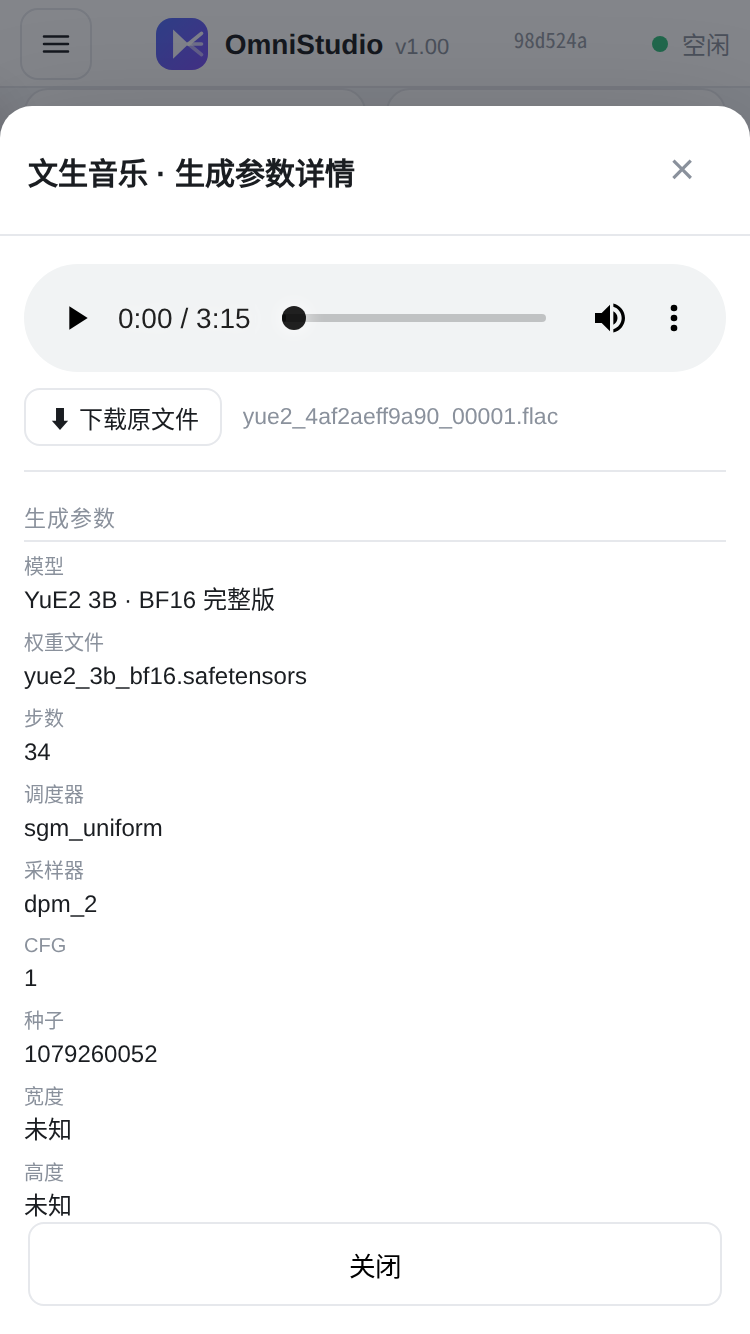 OmniStudio v1.00 98d524a 空闲
文生音乐 · 生成参数详情
0:00 / 3:15
下载原文件 yue2_4af2aeff9a90_00001.flac
生成参数
模型
YuE2 3B · BF16 完整版
权重文件
yue2_3b_bf16.safetensors
步数
34
调度器
sgm_uniform
采样器
dpm_2
CFG
1
种子
1079260052
宽度
未知
高度
未知
关闭